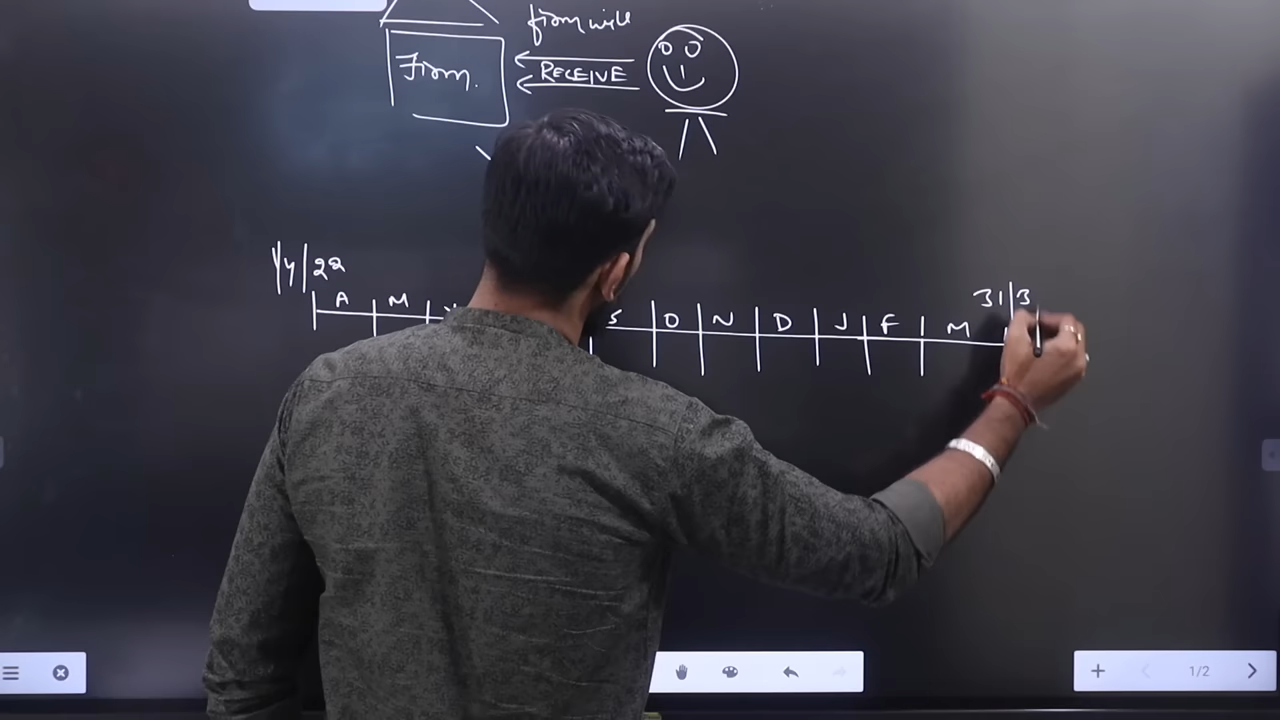 firm will
Firm.
RECEIVE
1/4/22
31/3/
A M S O N D J F M
1/2